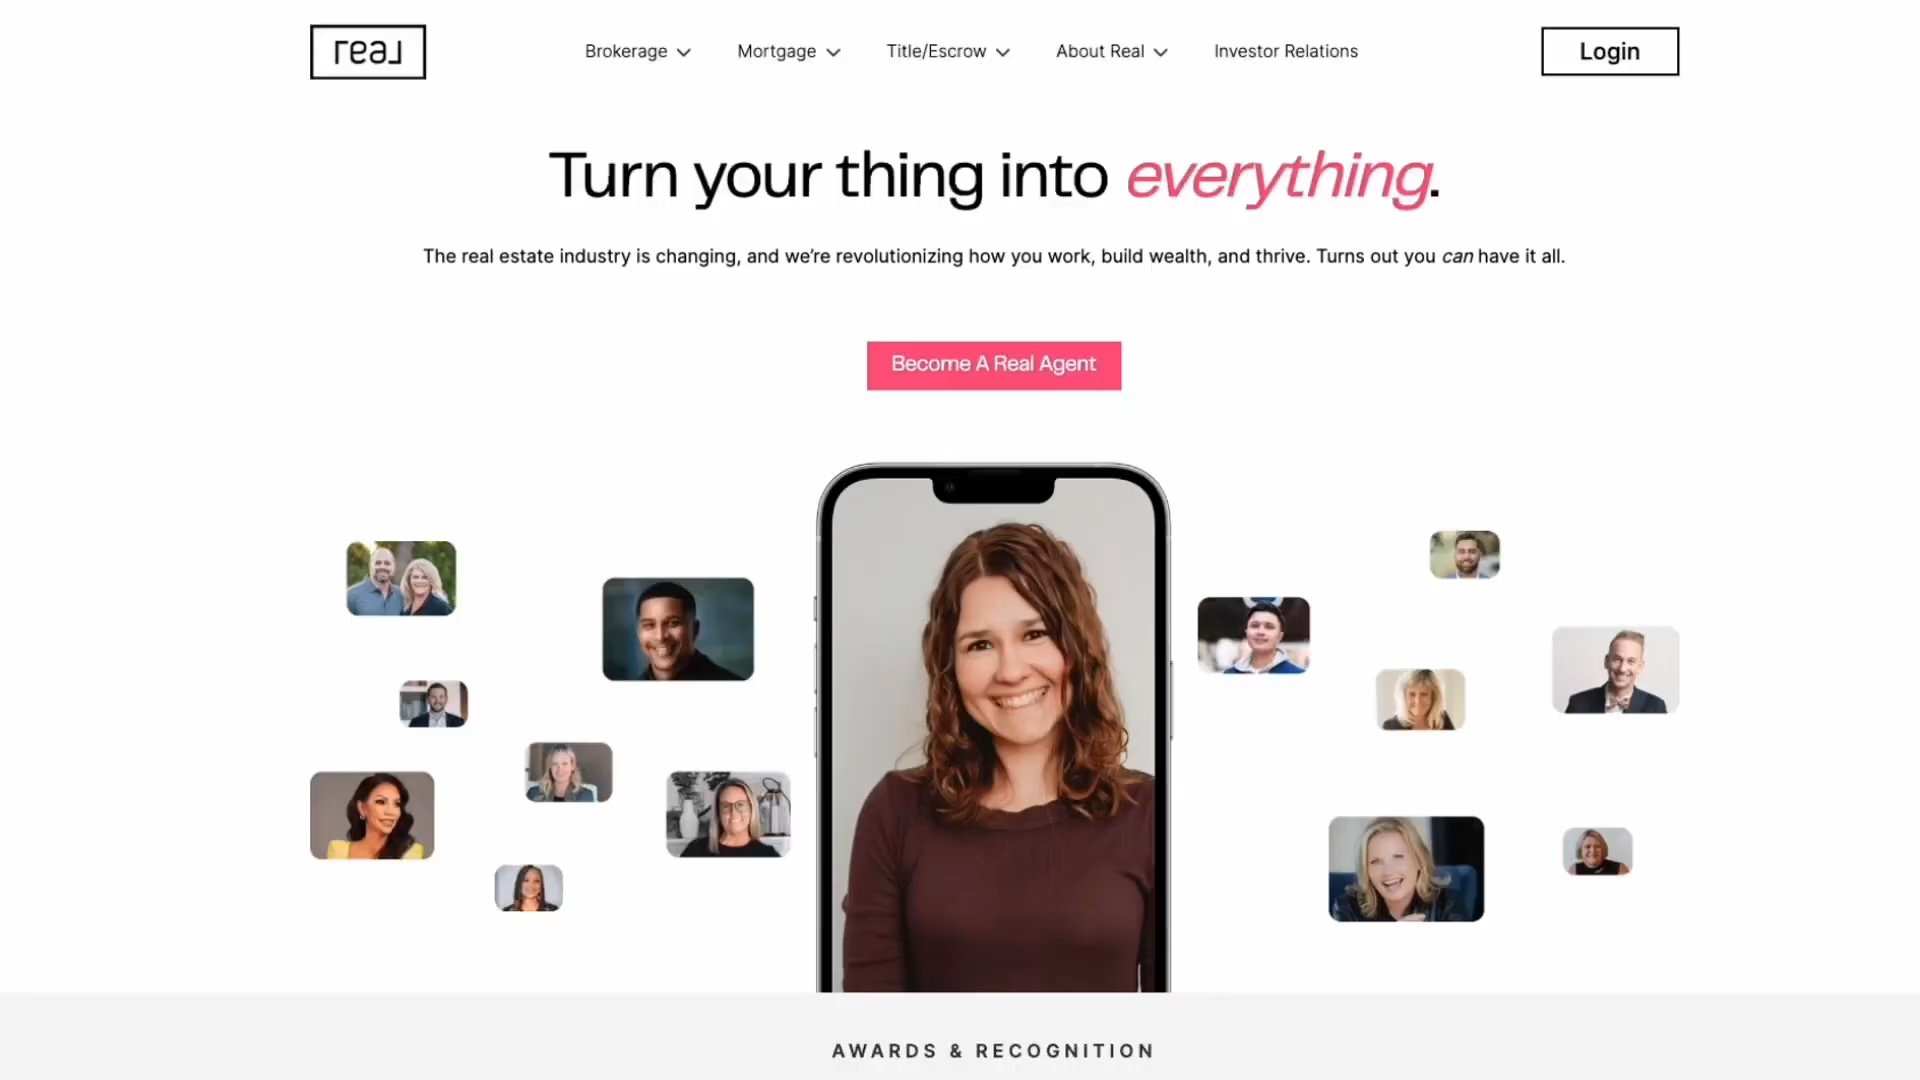 real
Brokerage
Mortgage
Title/Escrow
About Real
Investor Relations
Login
Turn your thing into everything.
The real estate industry is changing, and we’re revolutionizing how you work, build wealth, and thrive. Turns out you can have it all.
Become A Real Agent
AWARDS & RECOGNITION